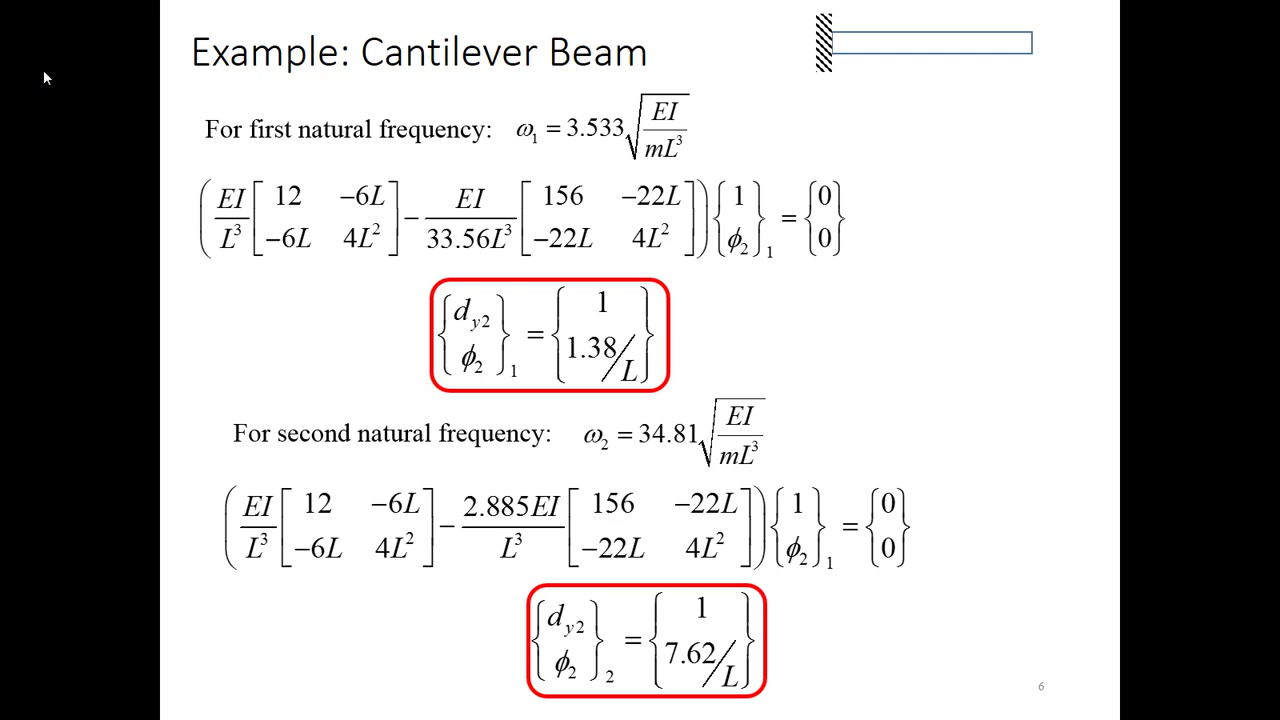 Example: Cantilever Beam
For first natural frequency: ω₁ = 3.533√(EI/mL³)
(EI/L³ [12 −6L; −6L 4L²] − EI/33.56L³ [156 −22L; −22L 4L²]) {1; ϕ₂}₁ = {0; 0}
{d_y2; ϕ₂}₁ = {1; 1.38/L}
For second natural frequency: ω₂ = 34.81√(EI/mL³)
(EI/L³ [12 −6L; −6L 4L²] − 2.885EI/L³ [156 −22L; −22L 4L²]) {1; ϕ₂}₁ = {0; 0}
{d_y2; ϕ₂}₂ = {1; 7.62/L}
6